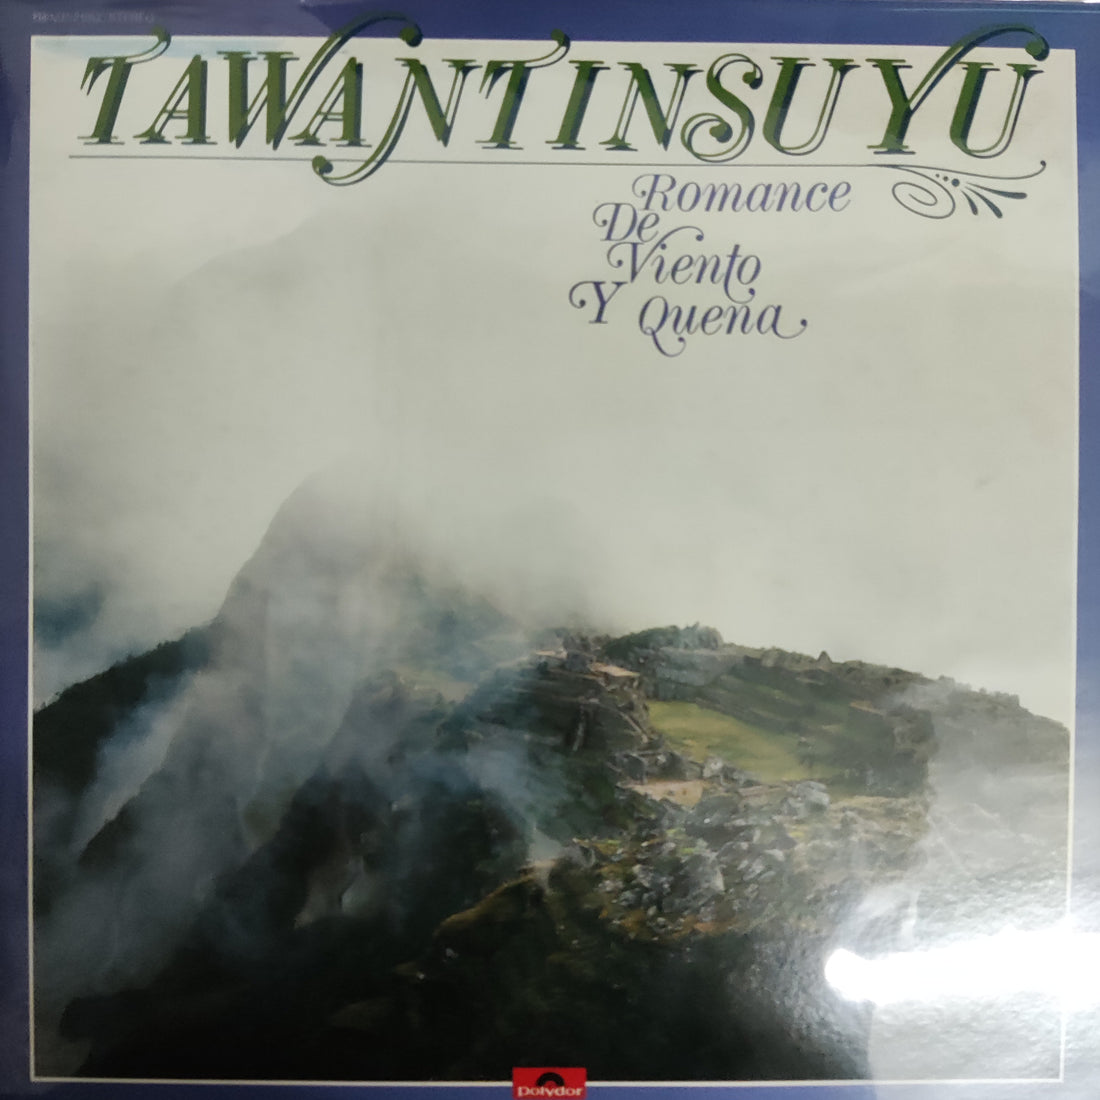 TAWANTINSUYU
Romance
De
Viento
Y Quena
polydor